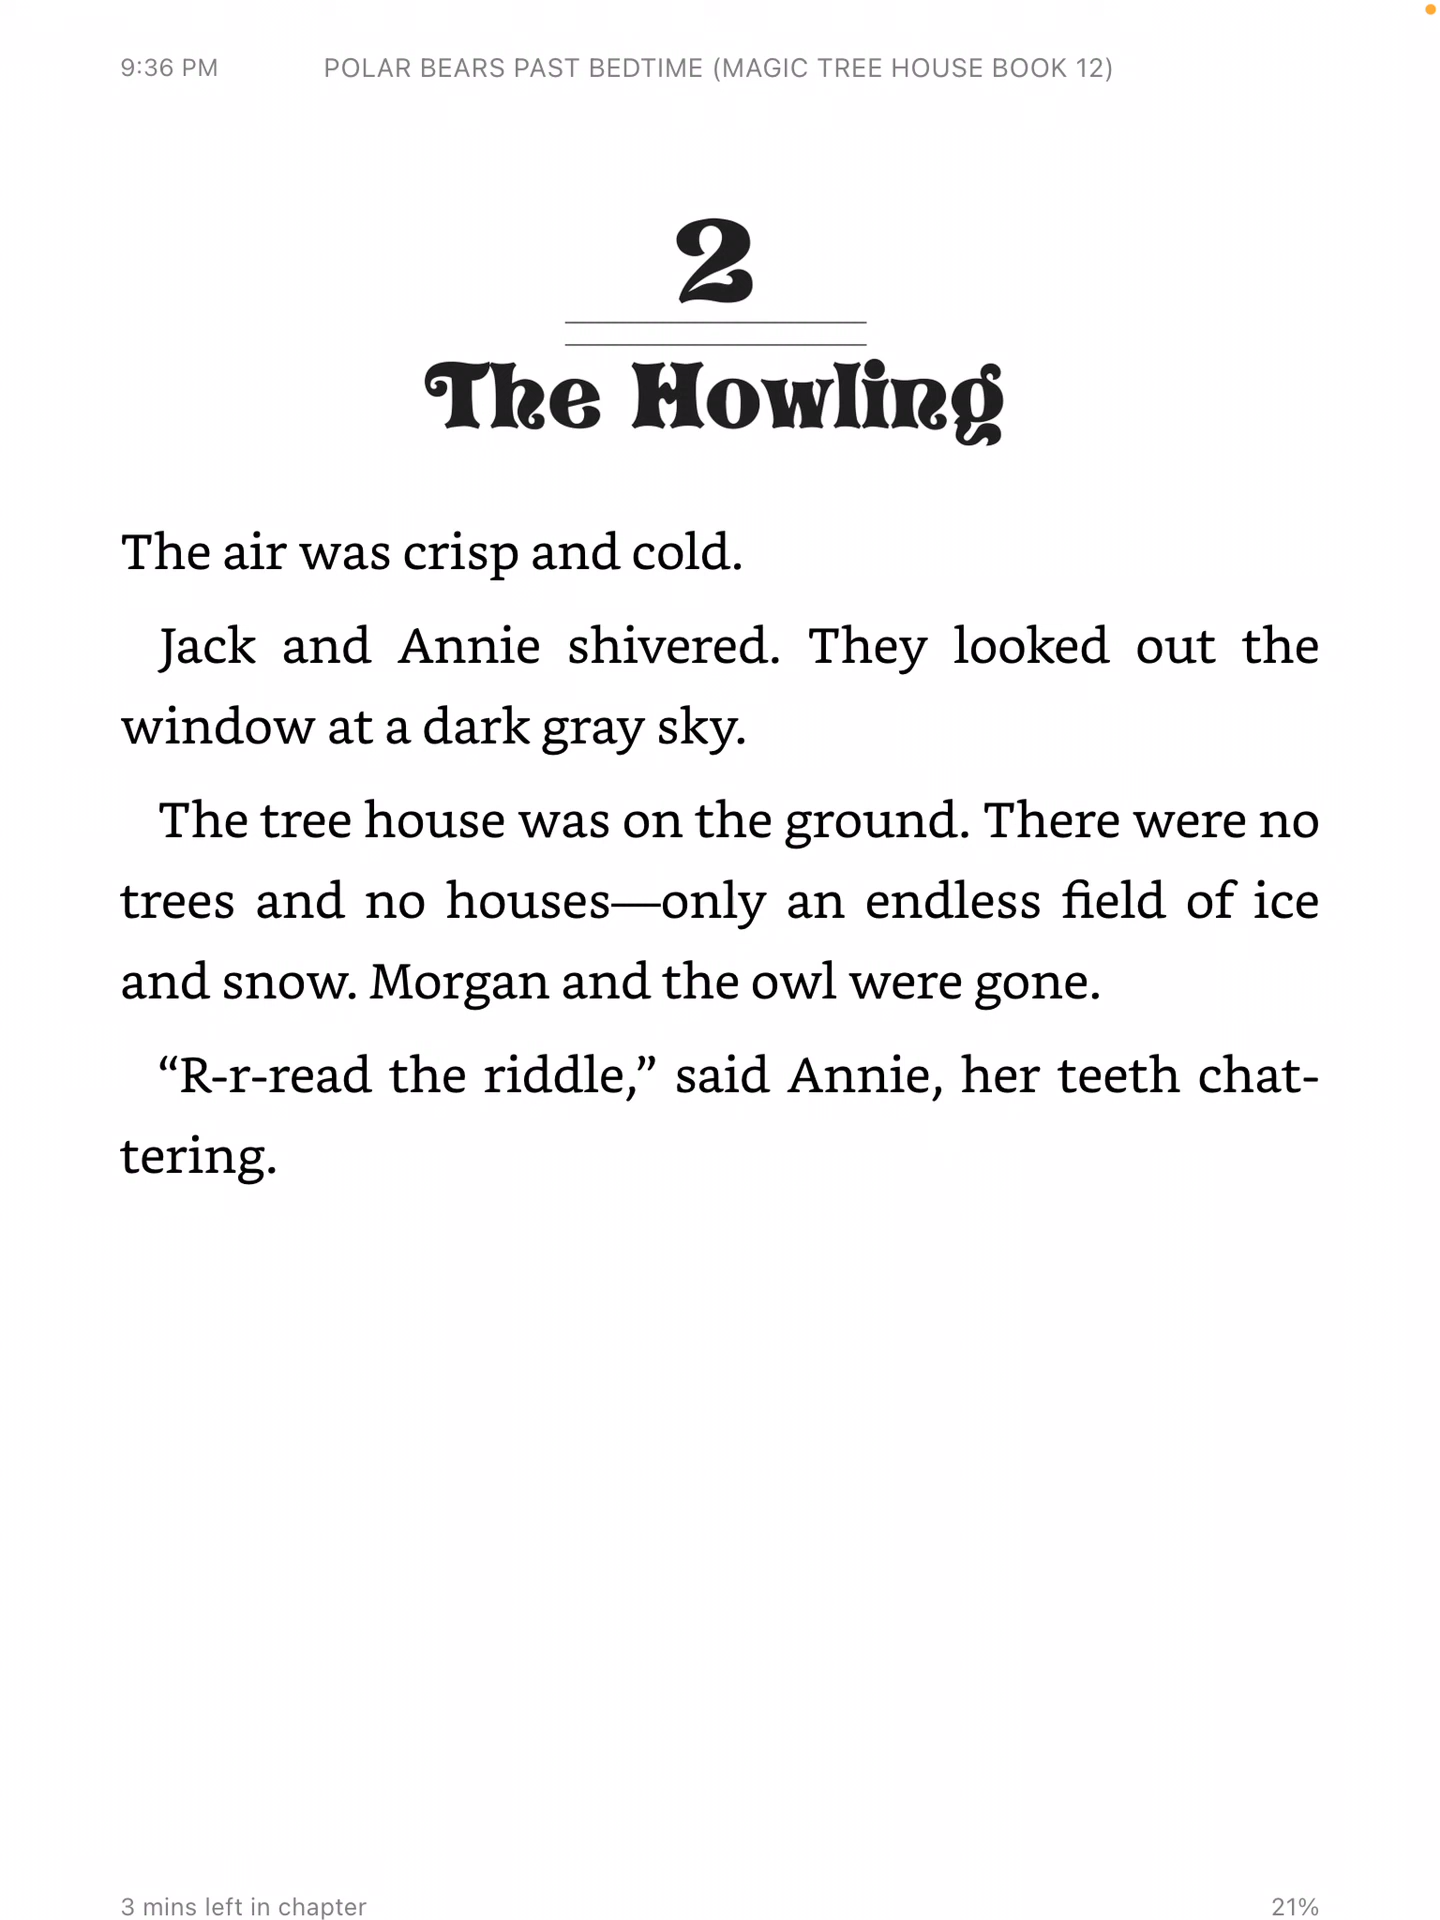 9:36 PM
POLAR BEARS PAST BEDTIME (MAGIC TREE HOUSE BOOK 12)
2
The Howling
The air was crisp and cold.
Jack and Annie shivered. They looked out the
window at a dark gray sky.
The tree house was on the ground. There were no
trees and no houses—only an endless field of ice
and snow. Morgan and the owl were gone.
“R-r-read the riddle,” said Annie, her teeth chat-
tering.
3 mins left in chapter
21%